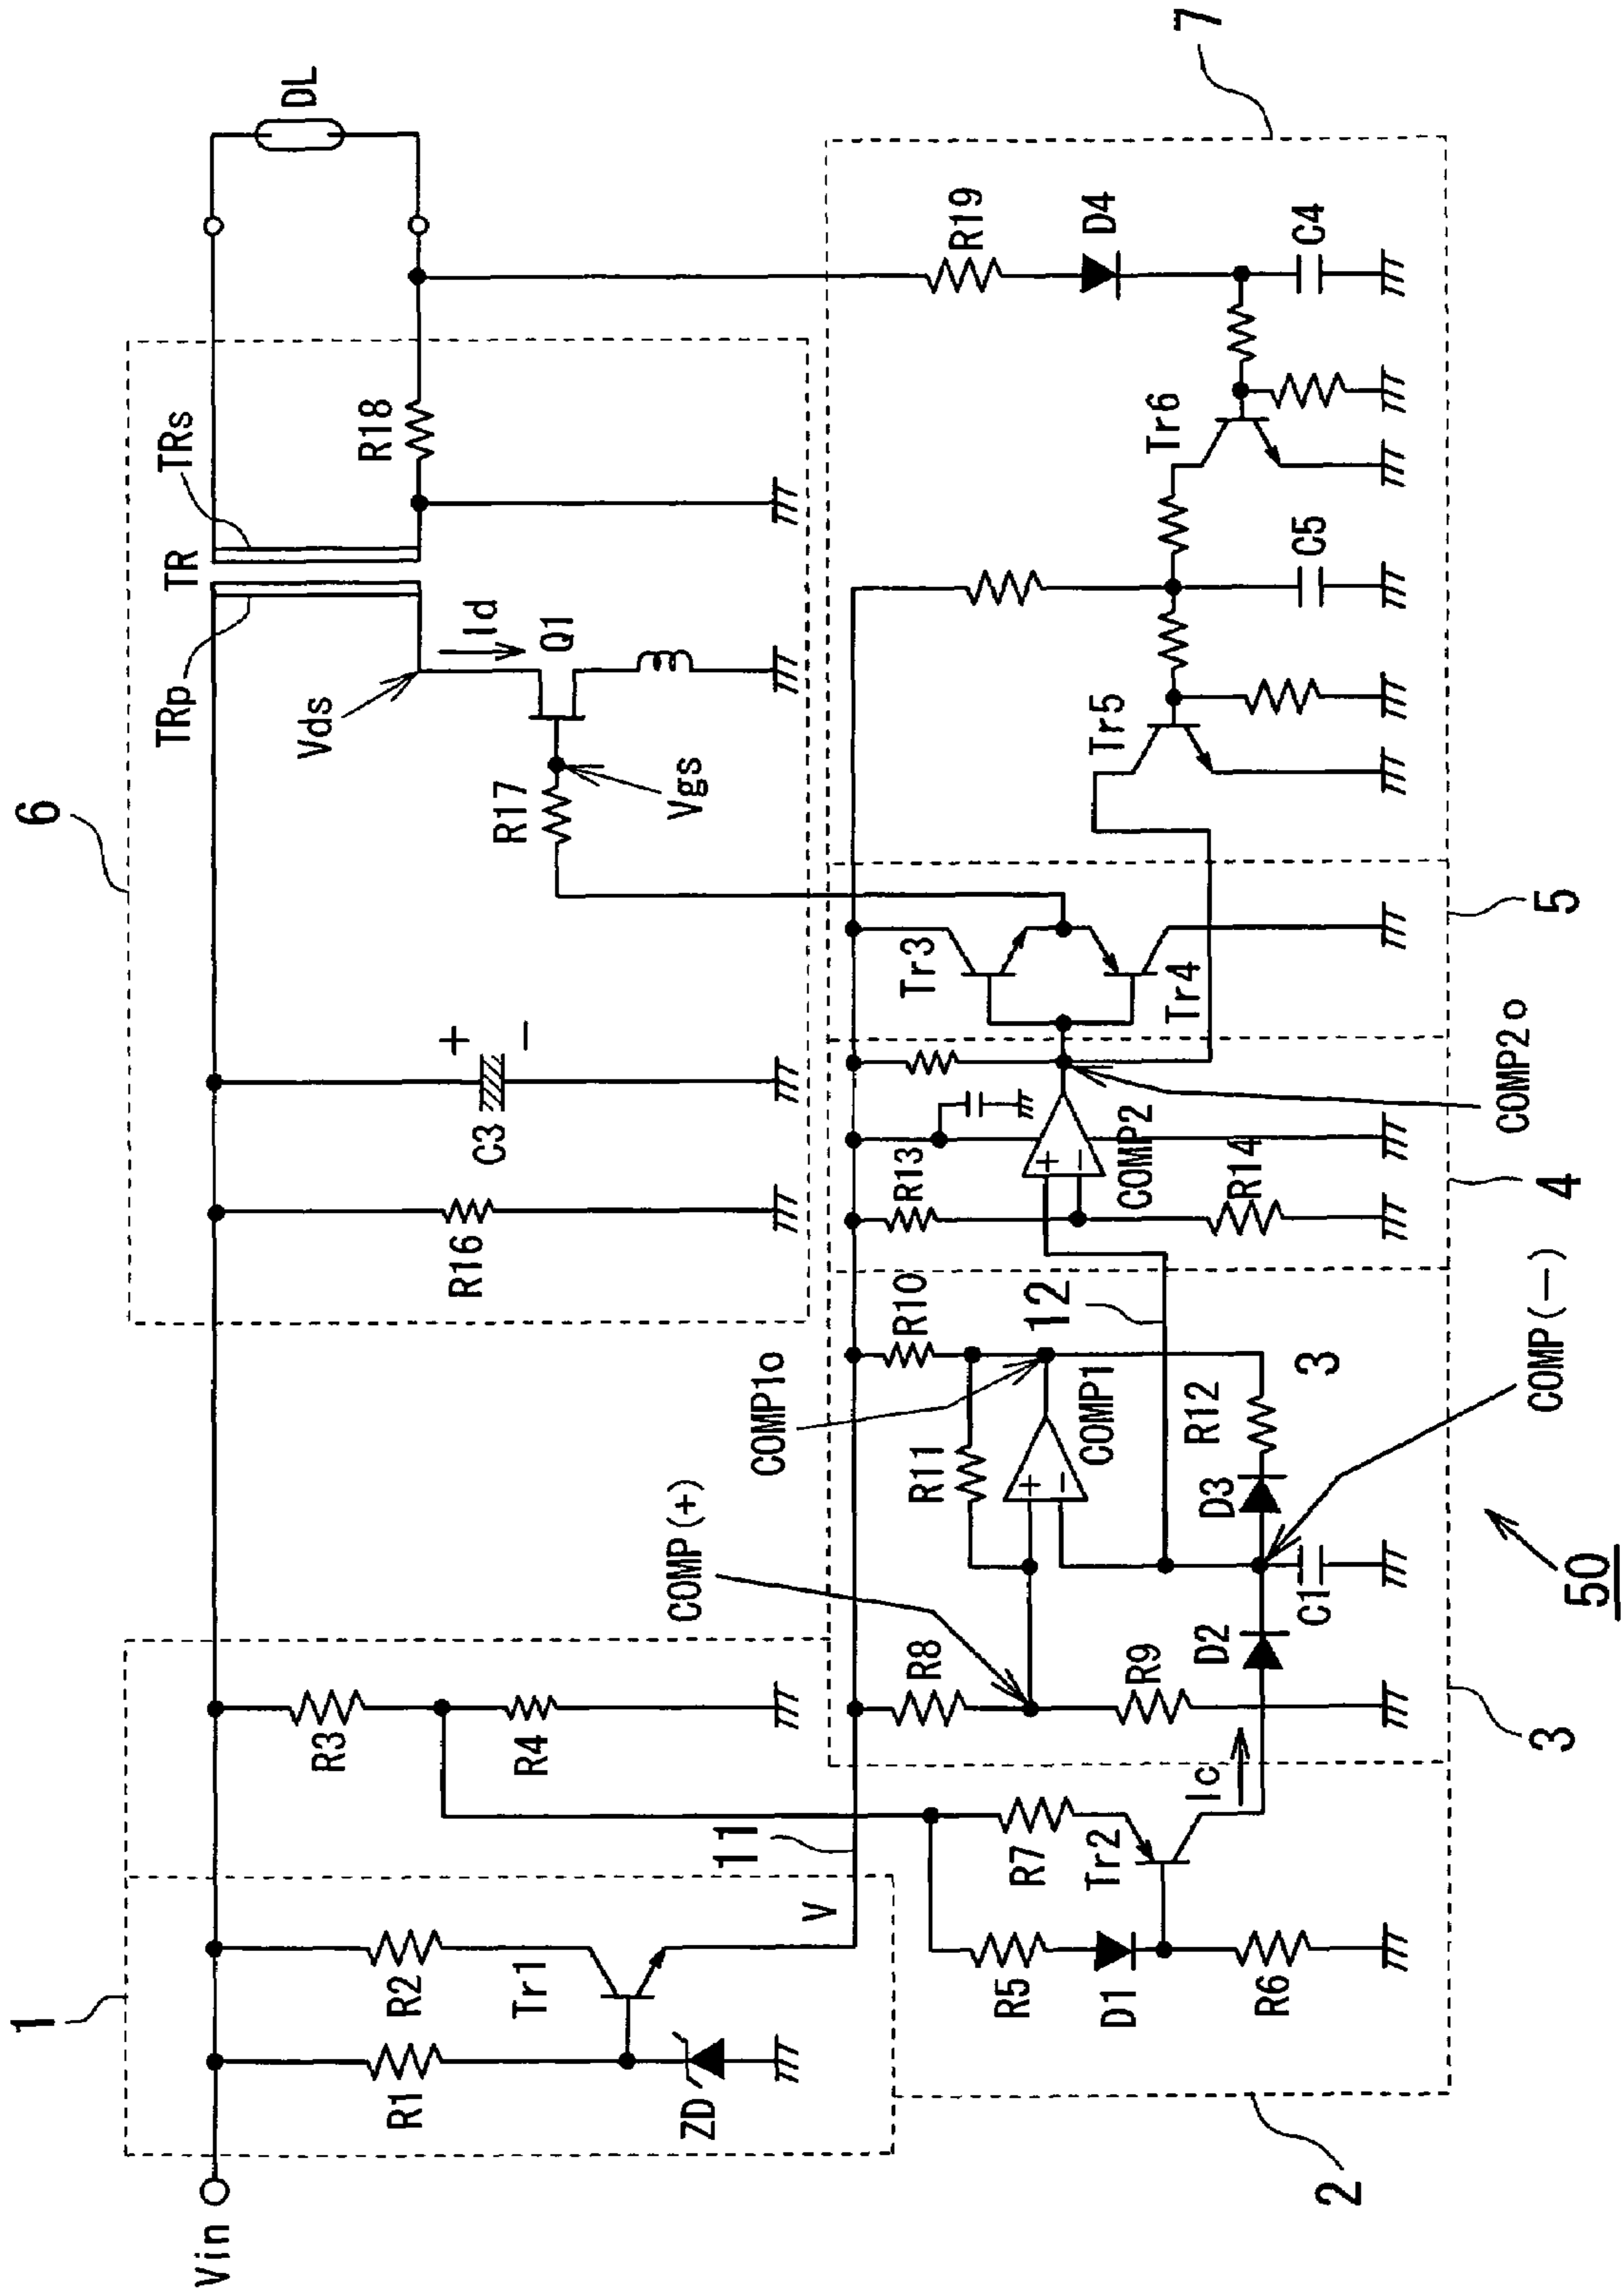 6
7
1
DL
TRs
TR
TRp
R18
Id
Vds
Q1
R17
Vgs
+
−
C3
R16
R3
R4
R2
R1
Tr1
ZD
Vin
V
11
R19
D4
C4
Tr6
C5
Tr5
Tr3
Tr4
5
COMP2o
COMP2
+
−
R13
R14
4
R10
12
COMP1o
R11
+
−
COMP1
COMP(+)
R12
3
D3
COMP(−)
C1
D2
R8
R9
3
Ic
R7
Tr2
R5
D1
R6
2
50